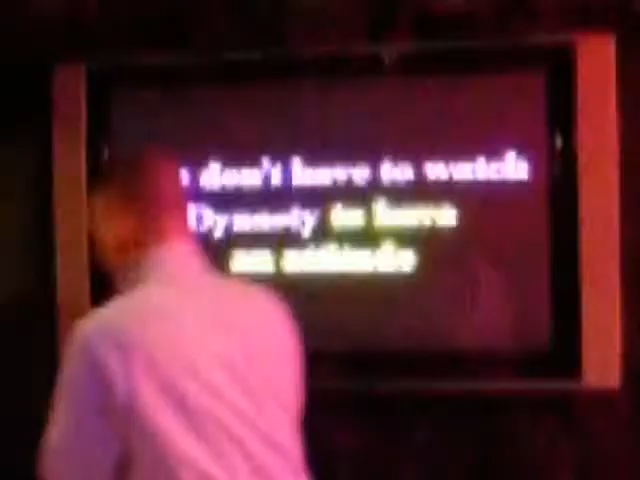 don't have to watch
Dynasty to have
an attitude